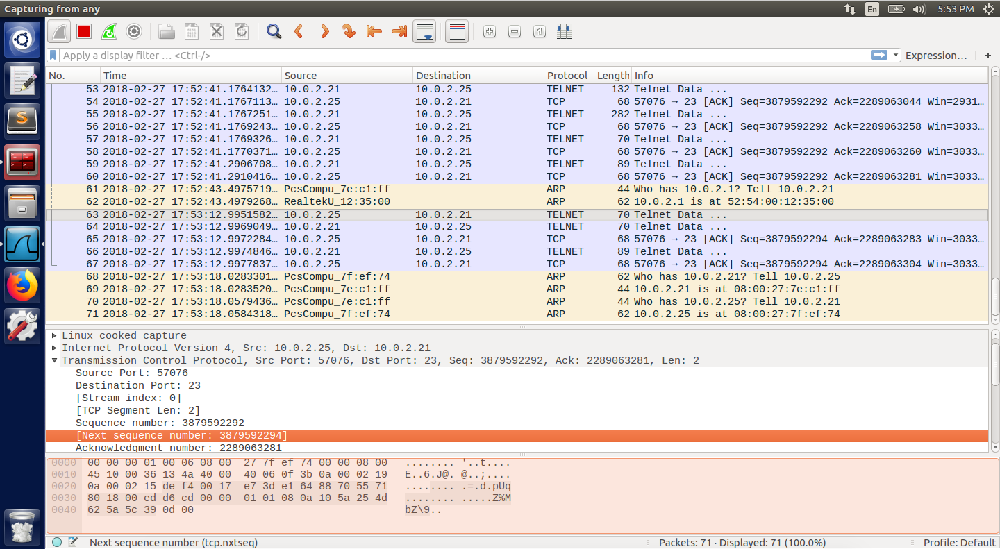 Capturing from any
En
5:53 PM
Apply a display filter … <Ctrl-/>
Expression…
+
No. Time Source Destination Protocol Length Info
53 2018-02-27 17:52:41.1764132… 10.0.2.21 10.0.2.25 TELNET 132 Telnet Data ...
54 2018-02-27 17:52:41.1767113… 10.0.2.25 10.0.2.21 TCP 68 57076 → 23 [ACK] Seq=3879592292 Ack=2289063044 Win=2931…
55 2018-02-27 17:52:41.1767251… 10.0.2.21 10.0.2.25 TELNET 282 Telnet Data ...
56 2018-02-27 17:52:41.1769243… 10.0.2.25 10.0.2.21 TCP 68 57076 → 23 [ACK] Seq=3879592292 Ack=2289063258 Win=3033…
57 2018-02-27 17:52:41.1769326… 10.0.2.21 10.0.2.25 TELNET 70 Telnet Data ...
58 2018-02-27 17:52:41.1770371… 10.0.2.25 10.0.2.21 TCP 68 57076 → 23 [ACK] Seq=3879592292 Ack=2289063260 Win=3033…
59 2018-02-27 17:52:41.2906708… 10.0.2.21 10.0.2.25 TELNET 89 Telnet Data ...
60 2018-02-27 17:52:41.2910416… 10.0.2.25 10.0.2.21 TCP 68 57076 → 23 [ACK] Seq=3879592292 Ack=2289063281 Win=3033…
61 2018-02-27 17:52:43.4975719… PcsCompu_7e:c1:ff ARP 44 Who has 10.0.2.1? Tell 10.0.2.21
62 2018-02-27 17:52:43.4979268… RealtekU_12:35:00 ARP 62 10.0.2.1 is at 52:54:00:12:35:00
63 2018-02-27 17:53:12.9951582… 10.0.2.25 10.0.2.21 TELNET 70 Telnet Data ...
64 2018-02-27 17:53:12.9969049… 10.0.2.21 10.0.2.25 TELNET 70 Telnet Data ...
65 2018-02-27 17:53:12.9972284… 10.0.2.25 10.0.2.21 TCP 68 57076 → 23 [ACK] Seq=3879592294 Ack=2289063283 Win=3033…
66 2018-02-27 17:53:12.9974846… 10.0.2.21 10.0.2.25 TELNET 89 Telnet Data ...
67 2018-02-27 17:53:12.9977837… 10.0.2.25 10.0.2.21 TCP 68 57076 → 23 [ACK] Seq=3879592294 Ack=2289063304 Win=3033…
68 2018-02-27 17:53:18.0283301… PcsCompu_7f:ef:74 ARP 62 Who has 10.0.2.21? Tell 10.0.2.25
69 2018-02-27 17:53:18.0283520… PcsCompu_7e:c1:ff ARP 44 10.0.2.21 is at 08:00:27:7e:c1:ff
70 2018-02-27 17:53:18.0579436… PcsCompu_7e:c1:ff ARP 44 Who has 10.0.2.25? Tell 10.0.2.21
71 2018-02-27 17:53:18.0584318… PcsCompu_7f:ef:74 ARP 62 10.0.2.25 is at 08:00:27:7f:ef:74
Linux cooked capture
Internet Protocol Version 4, Src: 10.0.2.25, Dst: 10.0.2.21
Transmission Control Protocol, Src Port: 57076, Dst Port: 23, Seq: 3879592292, Ack: 2289063281, Len: 2
Source Port: 57076
Destination Port: 23
[Stream index: 0]
[TCP Segment Len: 2]
Sequence number: 3879592292
[Next sequence number: 3879592294]
Acknowledgment number: 2289063281
0000 00 00 00 01 00 06 08 00 27 7f ef 74 00 00 08 00 ........ '..t....
0010 45 10 00 36 13 4a 40 00 40 06 0f 3b 0a 00 02 19 E..6.J@. @..;....
0020 0a 00 02 15 de f4 00 17 e7 3d e1 64 88 70 55 71 ........ .=.d.pUq
0030 80 18 00 ed d6 cd 00 00 01 01 08 0a 10 5a 25 4d ........ .....Z%M
0040 62 5a 5c 39 0d 00 bZ\9..
Next sequence number (tcp.nxtseq)
Packets: 71 · Displayed: 71 (100.0%)
Profile: Default